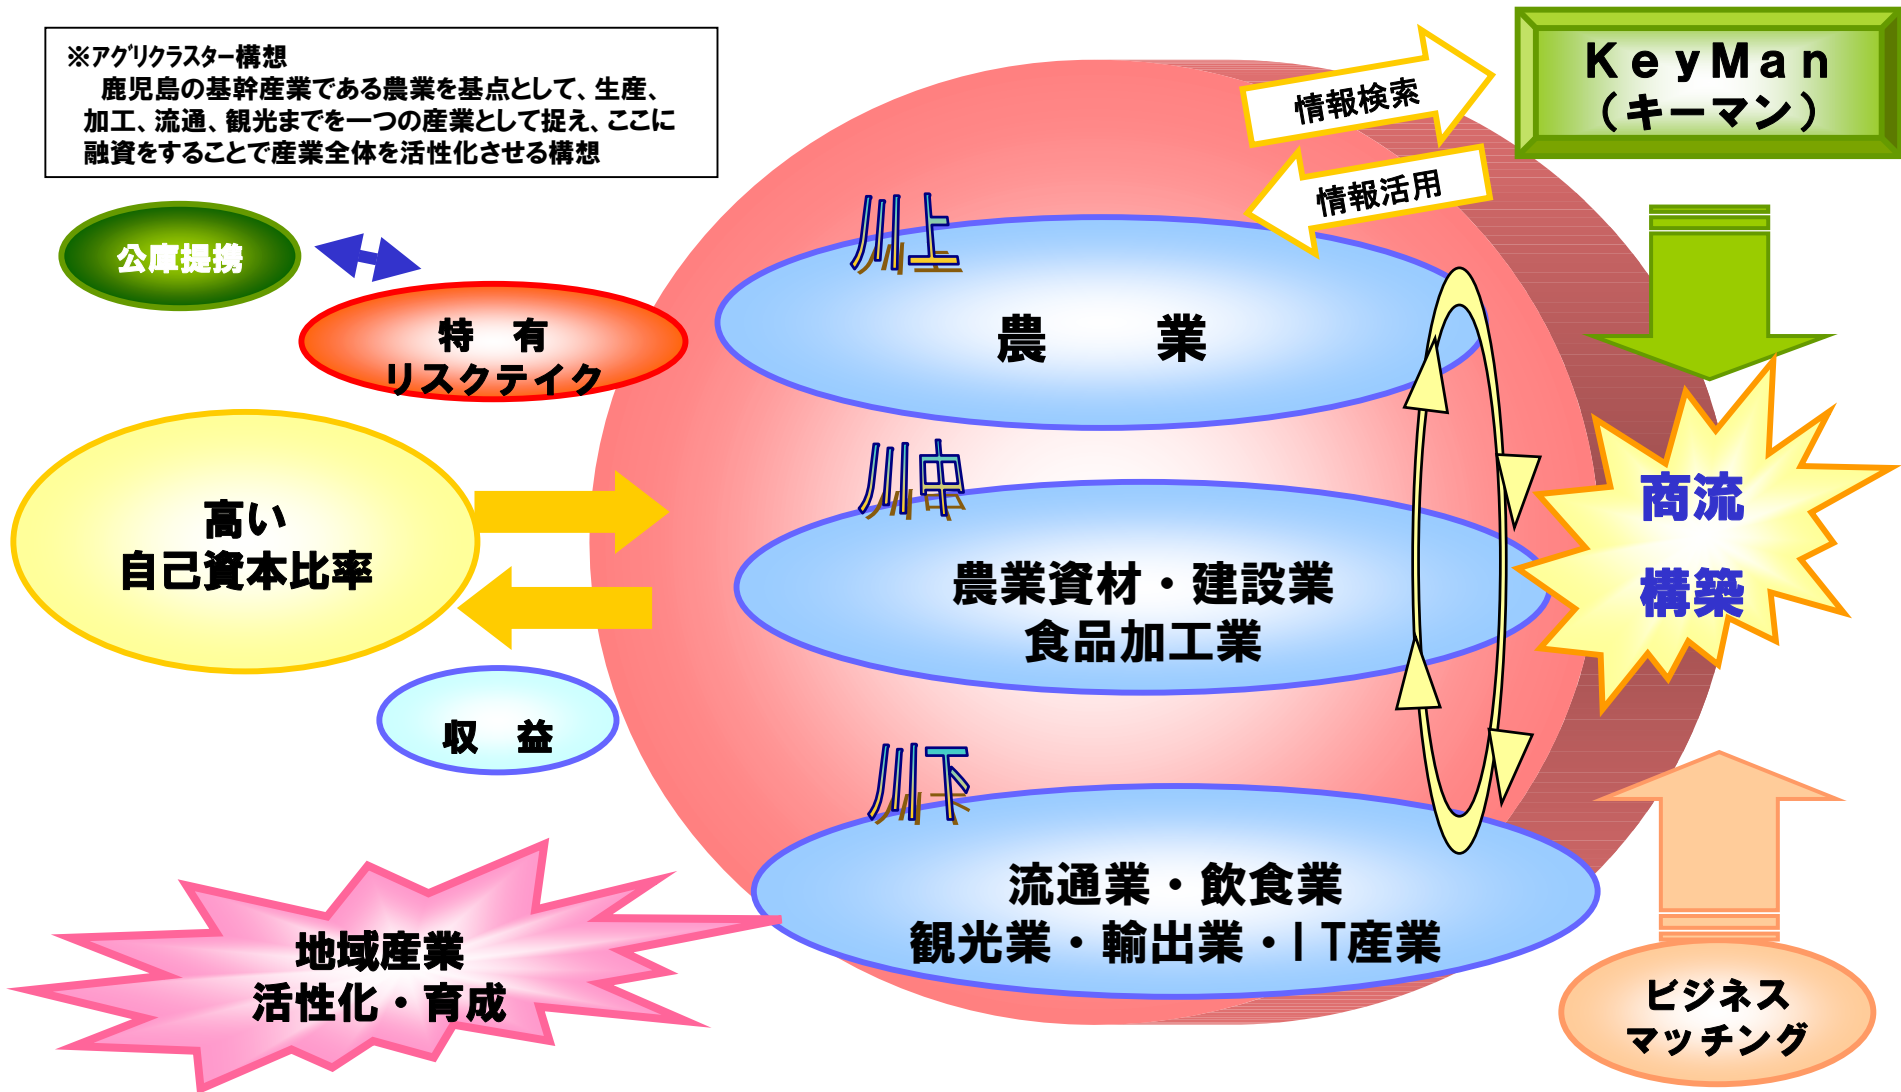 ※アグリクラスター構想
鹿児島の基幹産業である農業を基点として、生産、
加工、流通、観光までを一つの産業として捉え、ここに
融資をすることで産業全体を活性化させる構想
KeyMan
（キーマン）
情報検索
情報活用
公庫提携
特　有
リスクテイク
川上
農　　業
高い
自己資本比率
川中
農業資材・建設業
食品加工業
商流
構築
収　益
川下
流通業・飲食業
観光業・輸出業・IT産業
地域産業
活性化・育成
ビジネス
マッチング